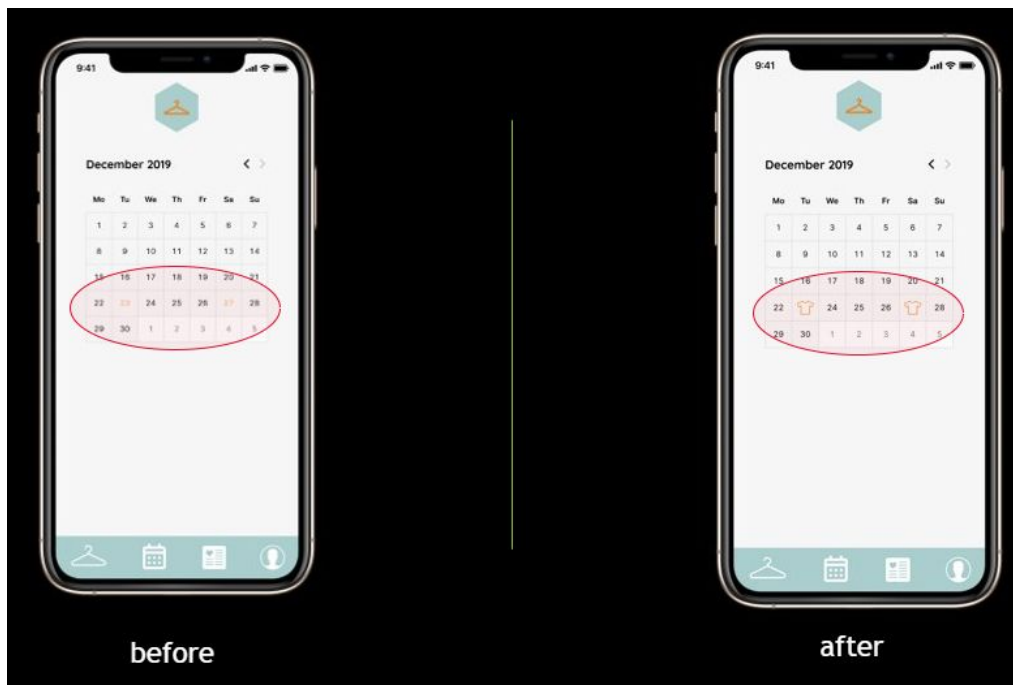 9:41
December 2019
Mo Tu We Th Fr Sa Su
1 2 3 4 5 6 7
8 9 10 11 12 13 14
15 16 17 18 19 20 21
22 23 24 25 26 27 28
29 30 1 2 3 4 5
before
9:41
December 2019
Mo Tu We Th Fr Sa Su
1 2 3 4 5 6 7
8 9 10 11 12 13 14
15 16 17 18 19 20 21
22 24 25 26 28
29 30 1 2 3 4 5
after